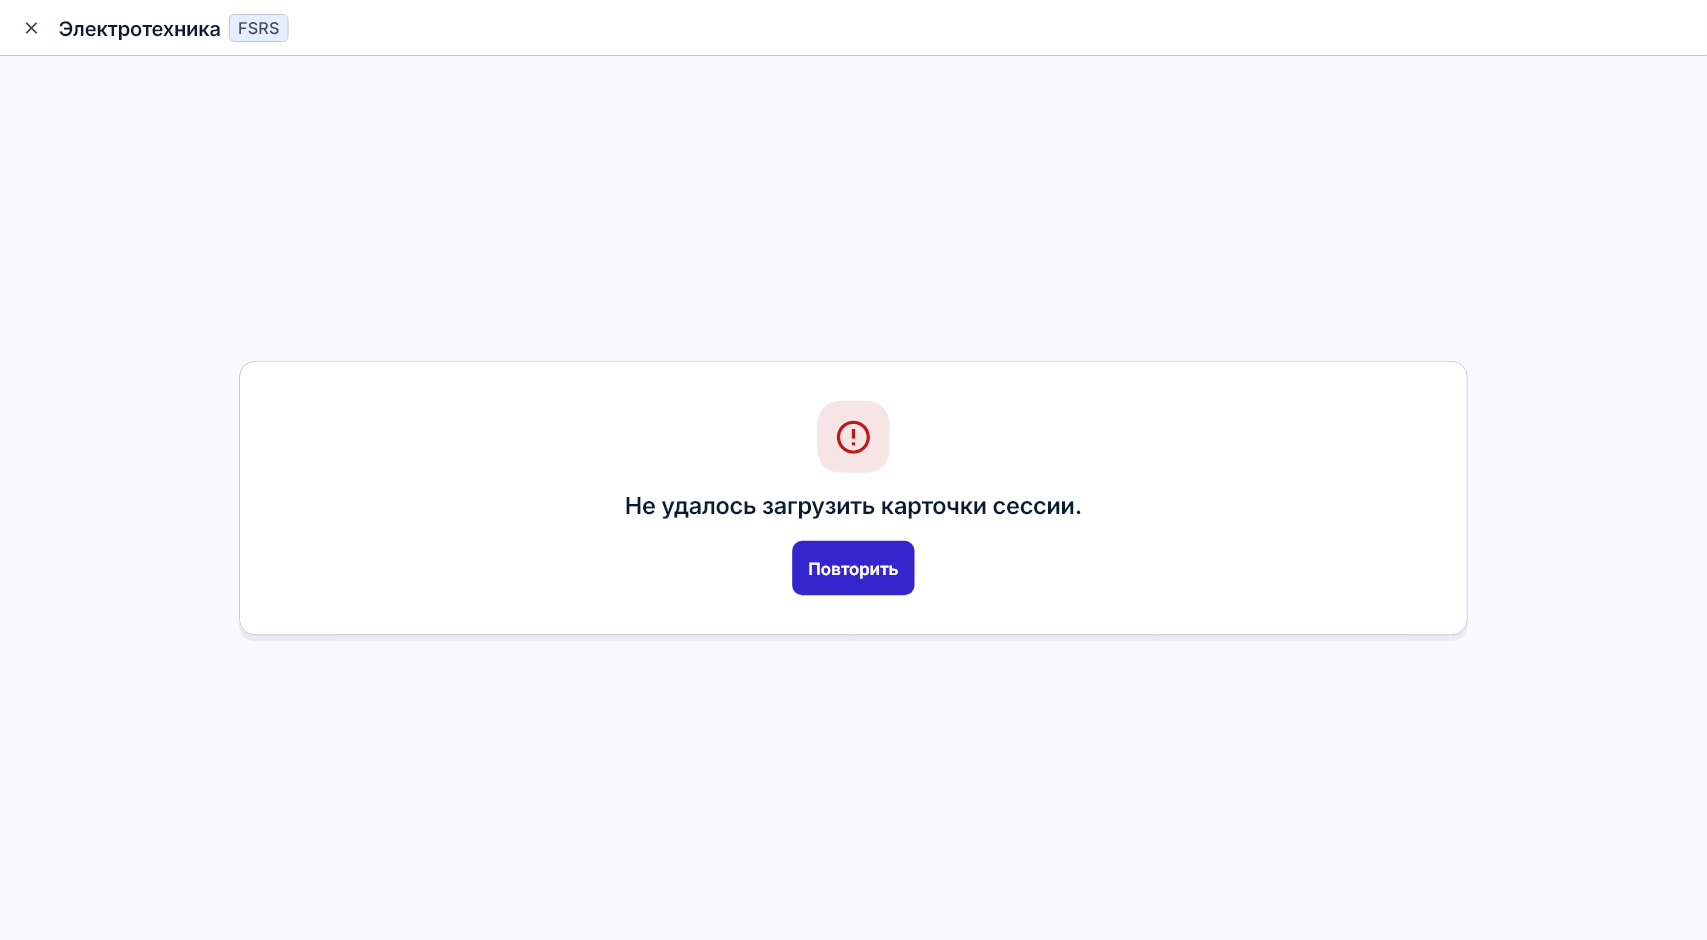 Электротехника FSRS
Не удалось загрузить карточки сессии.
Повторить